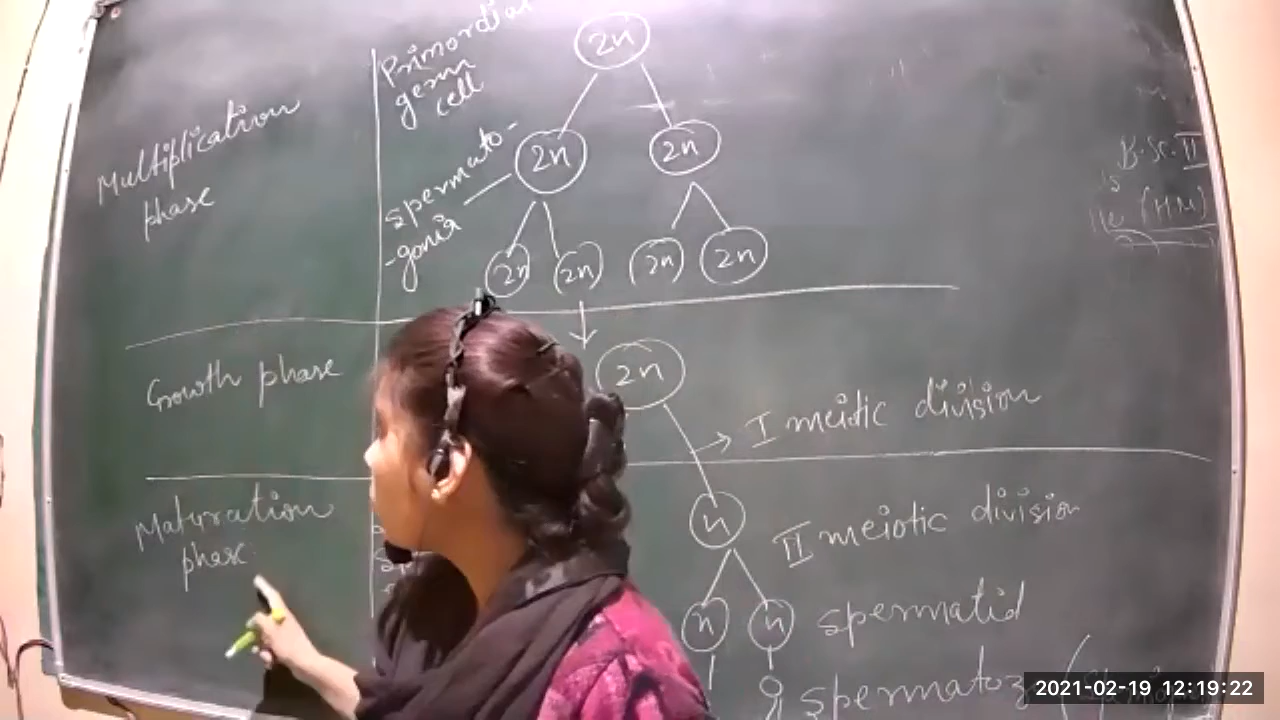 Primordial
germ
cell
2n
Multiplication
phase
spermato-
-gonia
2n
2n
2n
2n
2n
2n
B.Sc. II
(HM)
Growth phase
2n
I meiotic division
Maturation
phase
n
II meiotic division
n
n
spermatid
2021-02-19 12:19:22